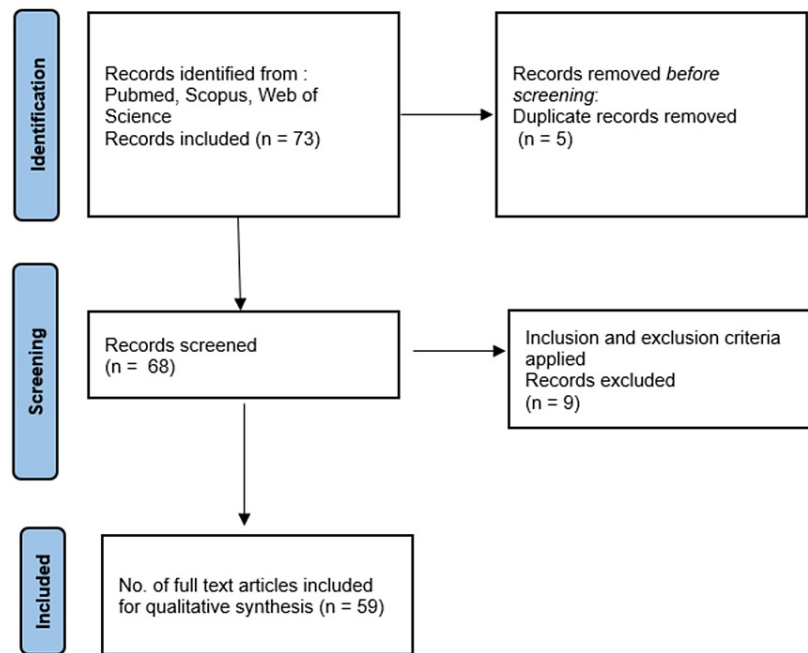 Identification
Records identified from :
Pubmed, Scopus, Web of
Science
Records included (n = 73)
Records removed before
screening:
Duplicate records removed
(n = 5)
Screening
Records screened
(n = 68)
Inclusion and exclusion criteria
applied
Records excluded
(n = 9)
Included
No. of full text articles included
for qualitative synthesis (n = 59)